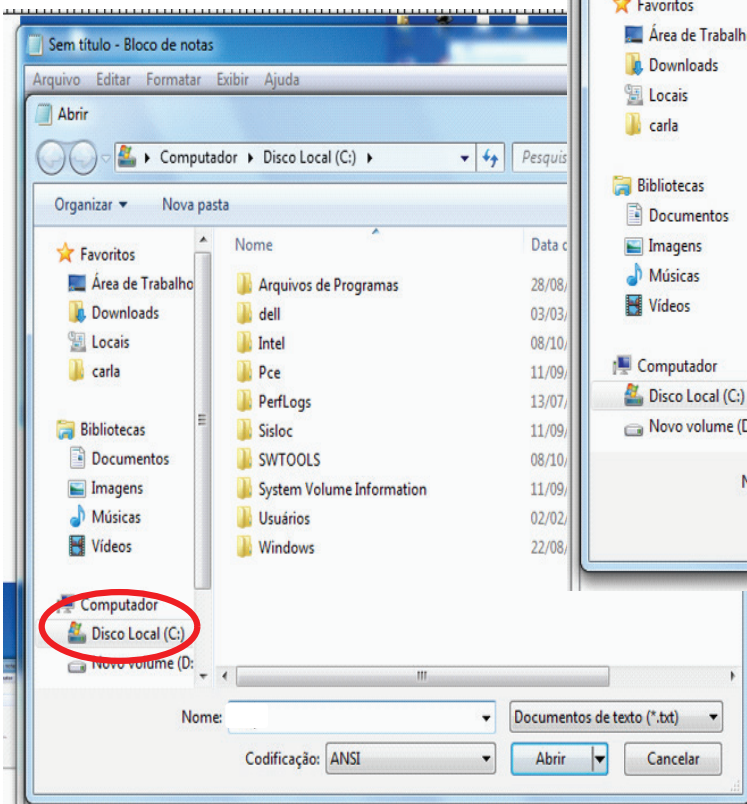 Sem título - Bloco de notas
Arquivo Editar Formatar Exibir Ajuda
Abrir
Computador Disco Local (C:)
Organizar Nova pasta
Favoritos
Área de Trabalho
Downloads
Locais
carla
Bibliotecas
Documentos
Imagens
Músicas
Vídeos
Computador
Disco Local (C:)
Novo volume (D:
Nome
Arquivos de Programas 28/08/
dell 03/03/
Intel 08/10/
Pce 11/09/
PerfLogs 13/07/
Sisloc 11/09/
SWTOOLS 08/10/
System Volume Information 11/09/
Usuários 02/02/
Windows 22/08/
Nome:
Documentos de texto (*.txt)
Codificação: ANSI
Abrir Cancelar
Favoritos
Área de Trabalh
Downloads
Locais
carla
Bibliotecas
Documentos
Imagens
Músicas
Vídeos
Computador
Disco Local (C:)
Novo volume (D